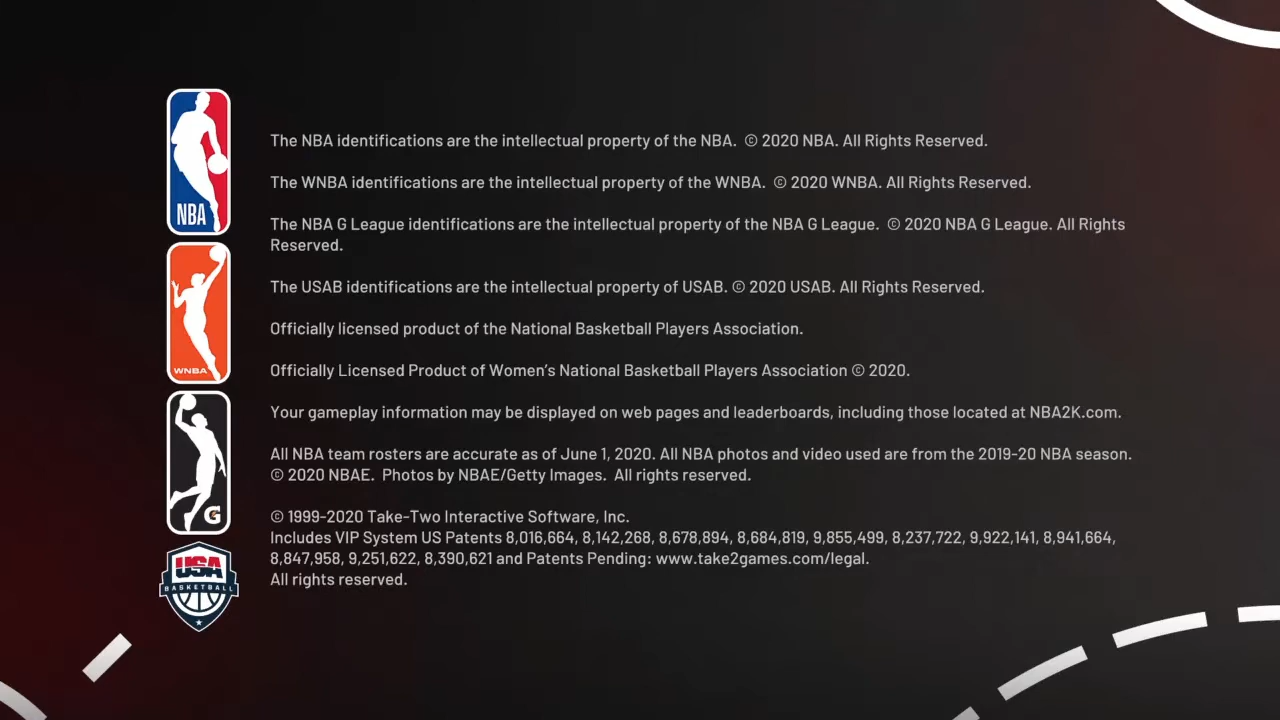 The NBA identifications are the intellectual property of the NBA.  © 2020 NBA. All Rights Reserved.
The WNBA identifications are the intellectual property of the WNBA.  © 2020 WNBA. All Rights Reserved.
The NBA G League identifications are the intellectual property of the NBA G League.  © 2020 NBA G League. All Rights
Reserved.
The USAB identifications are the intellectual property of USAB. © 2020 USAB. All Rights Reserved.
Officially licensed product of the National Basketball Players Association.
Officially Licensed Product of Women’s National Basketball Players Association © 2020.
Your gameplay information may be displayed on web pages and leaderboards, including those located at NBA2K.com.
All NBA team rosters are accurate as of June 1, 2020. All NBA photos and video used are from the 2019-20 NBA season.
© 2020 NBAE.  Photos by NBAE/Getty Images.  All rights reserved.
© 1999-2020 Take-Two Interactive Software, Inc.
Includes VIP System US Patents 8,016,664, 8,142,268, 8,678,894, 8,684,819, 9,855,499, 8,237,722, 9,922,141, 8,941,664,
8,847,958, 9,251,622, 8,390,621 and Patents Pending: www.take2games.com/legal.
All rights reserved.
NBA
WNBA
G
USA
BASKETBALL